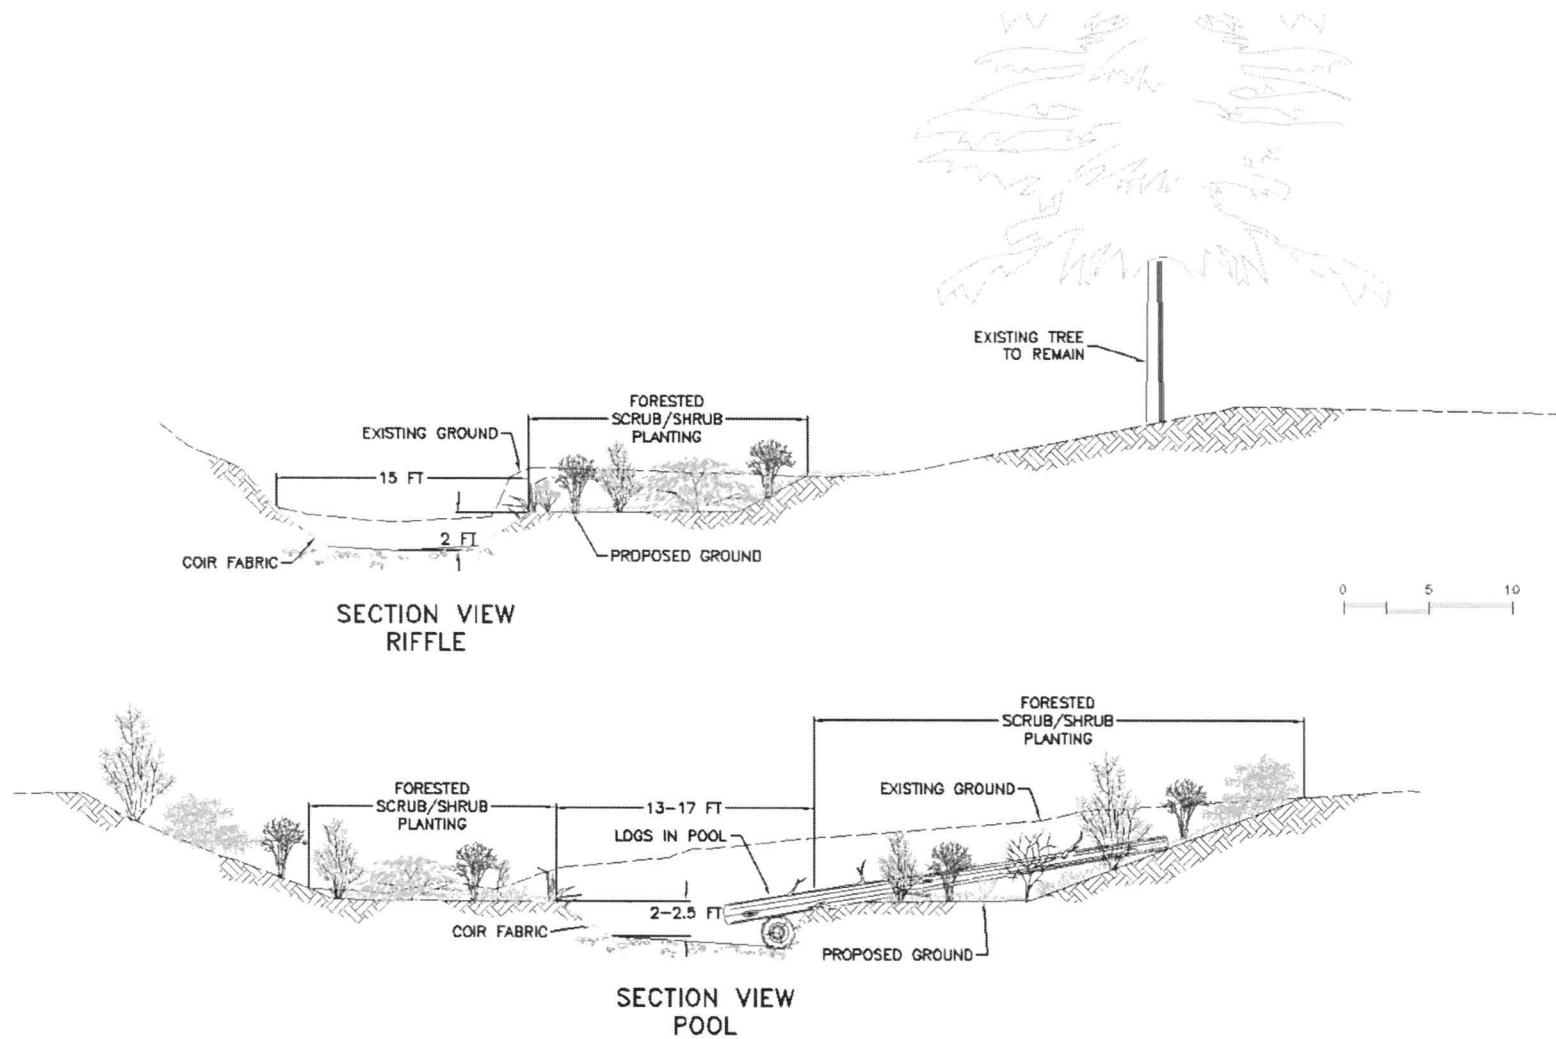 EXISTING TREE
TO REMAIN
FORESTED
SCRUB/SHRUB
PLANTING
EXISTING GROUND
15 FT
2 FT
COIR FABRIC
PROPOSED GROUND
SECTION VIEW
RIFFLE
0 5 10
FORESTED
SCRUB/SHRUB
PLANTING
FORESTED
SCRUB/SHRUB
PLANTING
13-17 FT
EXISTING GROUND
LOGS IN POOL
2-2.5 FT
COIR FABRIC
PROPOSED GROUND
SECTION VIEW
POOL